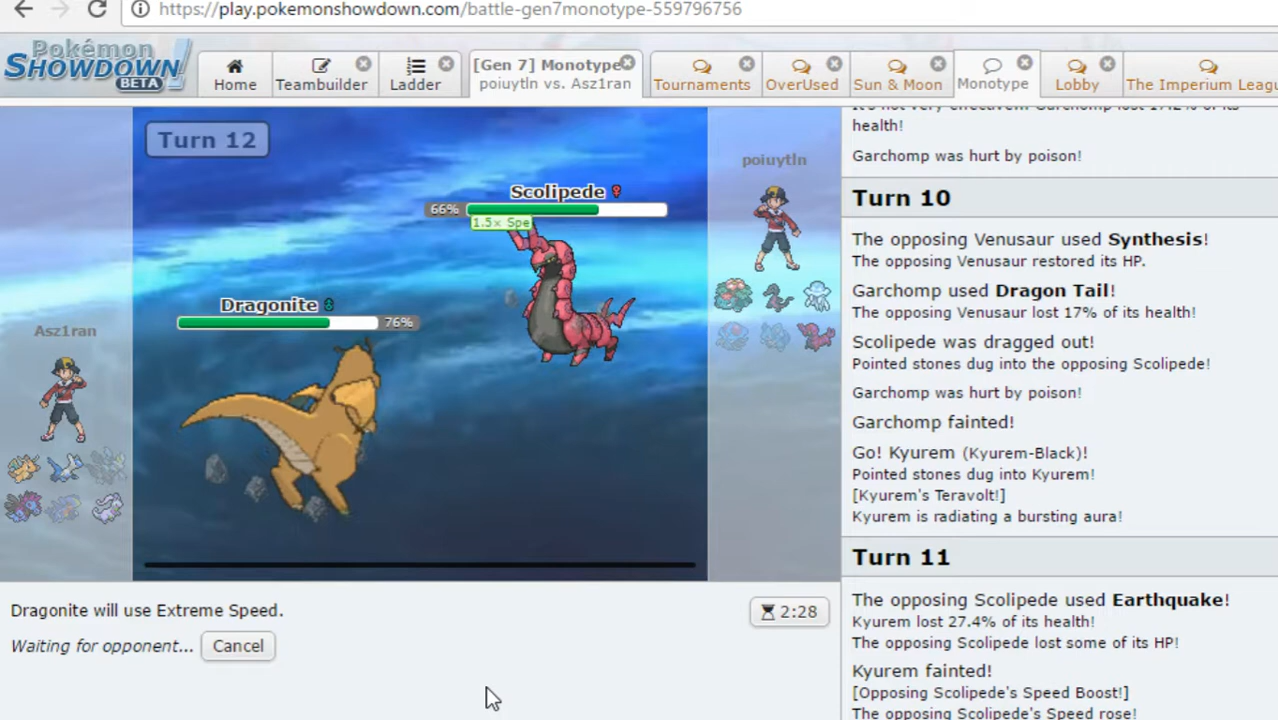 https://play.pokemonshowdown.com/battle-gen7monotype-559796756
Pokémon
SHOWDOWN!
BETA
Home
Teambuilder
Ladder
[Gen 7] Monotype
poiuytln vs. Asz1ran
Tournaments
OverUsed
Sun & Moon
Monotype
Lobby
The Imperium Leagu
Turn 12
Scolipede
66%
1.5× Spe
Dragonite
76%
Asz1ran
poiuytln
health!
Garchomp was hurt by poison!
Turn 10
The opposing Venusaur used Synthesis!
The opposing Venusaur restored its HP.
Garchomp used Dragon Tail!
The opposing Venusaur lost 17% of its health!
Scolipede was dragged out!
Pointed stones dug into the opposing Scolipede!
Garchomp was hurt by poison!
Garchomp fainted!
Go! Kyurem (Kyurem-Black)!
Pointed stones dug into Kyurem!
[Kyurem's Teravolt!]
Kyurem is radiating a bursting aura!
Turn 11
The opposing Scolipede used Earthquake!
Kyurem lost 27.4% of its health!
The opposing Scolipede lost some of its HP!
Kyurem fainted!
[Opposing Scolipede's Speed Boost!]
The opposing Scolipede's Speed rose!
Dragonite will use Extreme Speed.
Waiting for opponent... Cancel
2:28